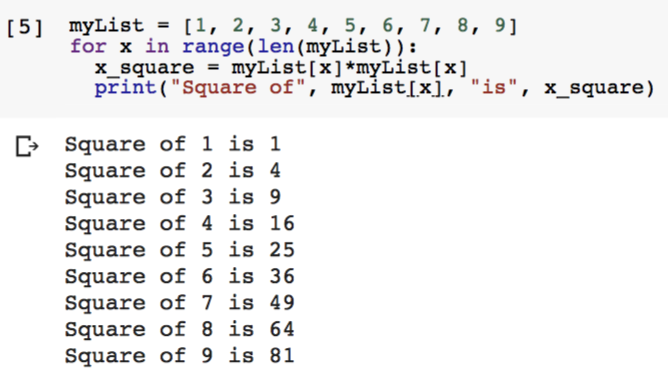 [5] myList = [1, 2, 3, 4, 5, 6, 7, 8, 9]
for x in range(len(myList)):
  x_square = myList[x]*myList[x]
  print("Square of", myList[x], "is", x_square)
Square of 1 is 1
Square of 2 is 4
Square of 3 is 9
Square of 4 is 16
Square of 5 is 25
Square of 6 is 36
Square of 7 is 49
Square of 8 is 64
Square of 9 is 81